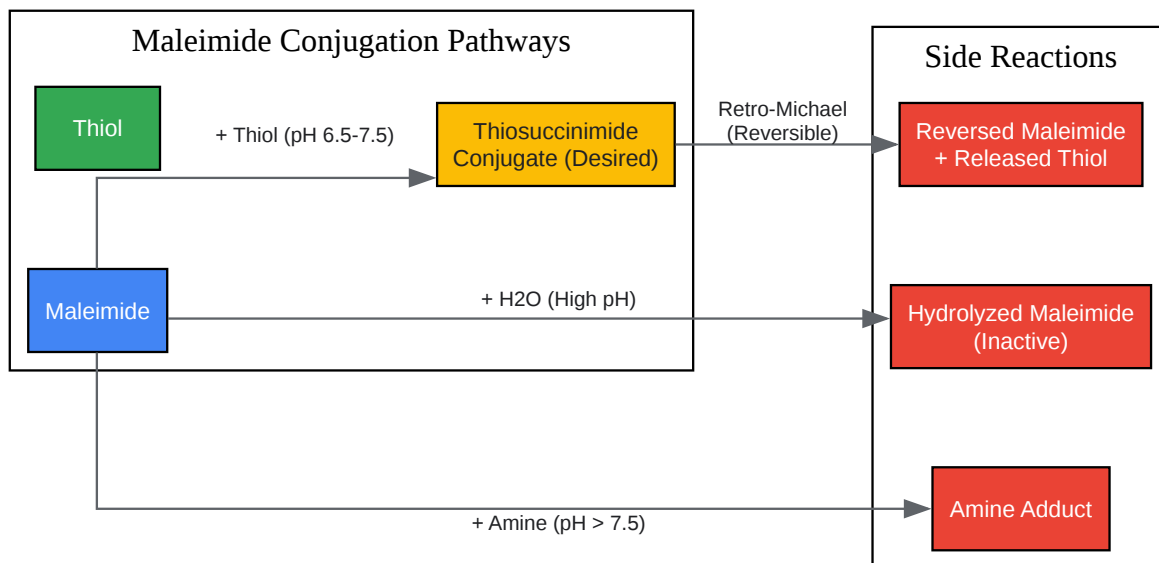 Maleimide Conjugation Pathways
Side Reactions
Thiol
+ Thiol (pH 6.5-7.5)
Thiosuccinimide
Conjugate (Desired)
Retro-Michael
(Reversible)
Reversed Maleimide
+ Released Thiol
Maleimide
+ H2O (High pH)
Hydrolyzed Maleimide
(Inactive)
+ Amine (pH > 7.5)
Amine Adduct